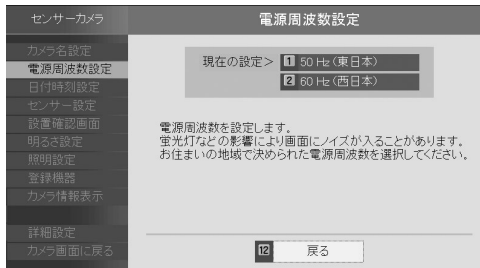 センサーカメラ
電源周波数設定
カメラ名設定
電源周波数設定
日付時刻設定
センサー設定
設置確認画面
明るさ設定
照明設定
登録機器
カメラ情報表示
詳細設定
カメラ画面に戻る
現在の設定＞ 1 50 Hz（東日本）
2 60 Hz（西日本）
電源周波数を設定します。
蛍光灯などの影響により画面にノイズが入ることがあります。
お住まいの地域で決められた電源周波数を選択してください。
12 戻る